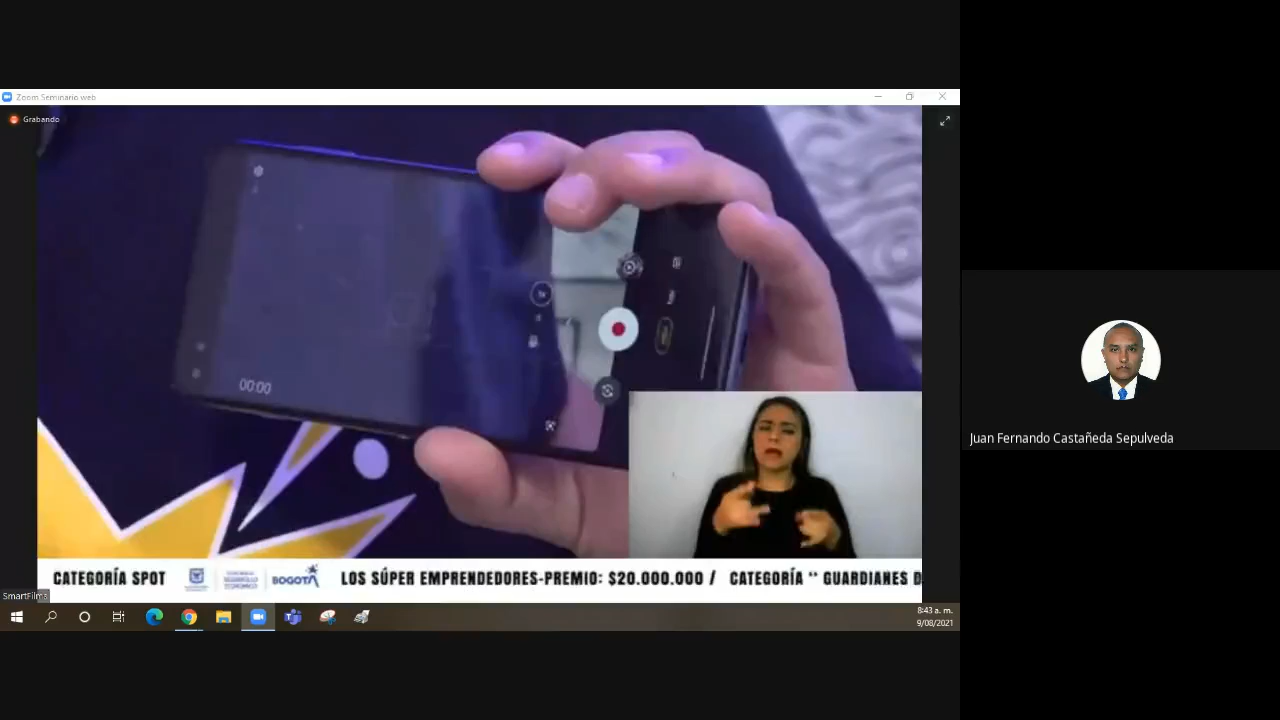 Zoom Seminario web
Grabando
00:00
CATEGORÍA SPOT
BOGOTÁ
LOS SÚPER EMPRENDEDORES-PREMIO: $20.000.000 / CATEGORÍA " GUARDIANES D
SmartFilms
8:43 a. m.
9/08/2021
Juan Fernando Castañeda Sepulveda